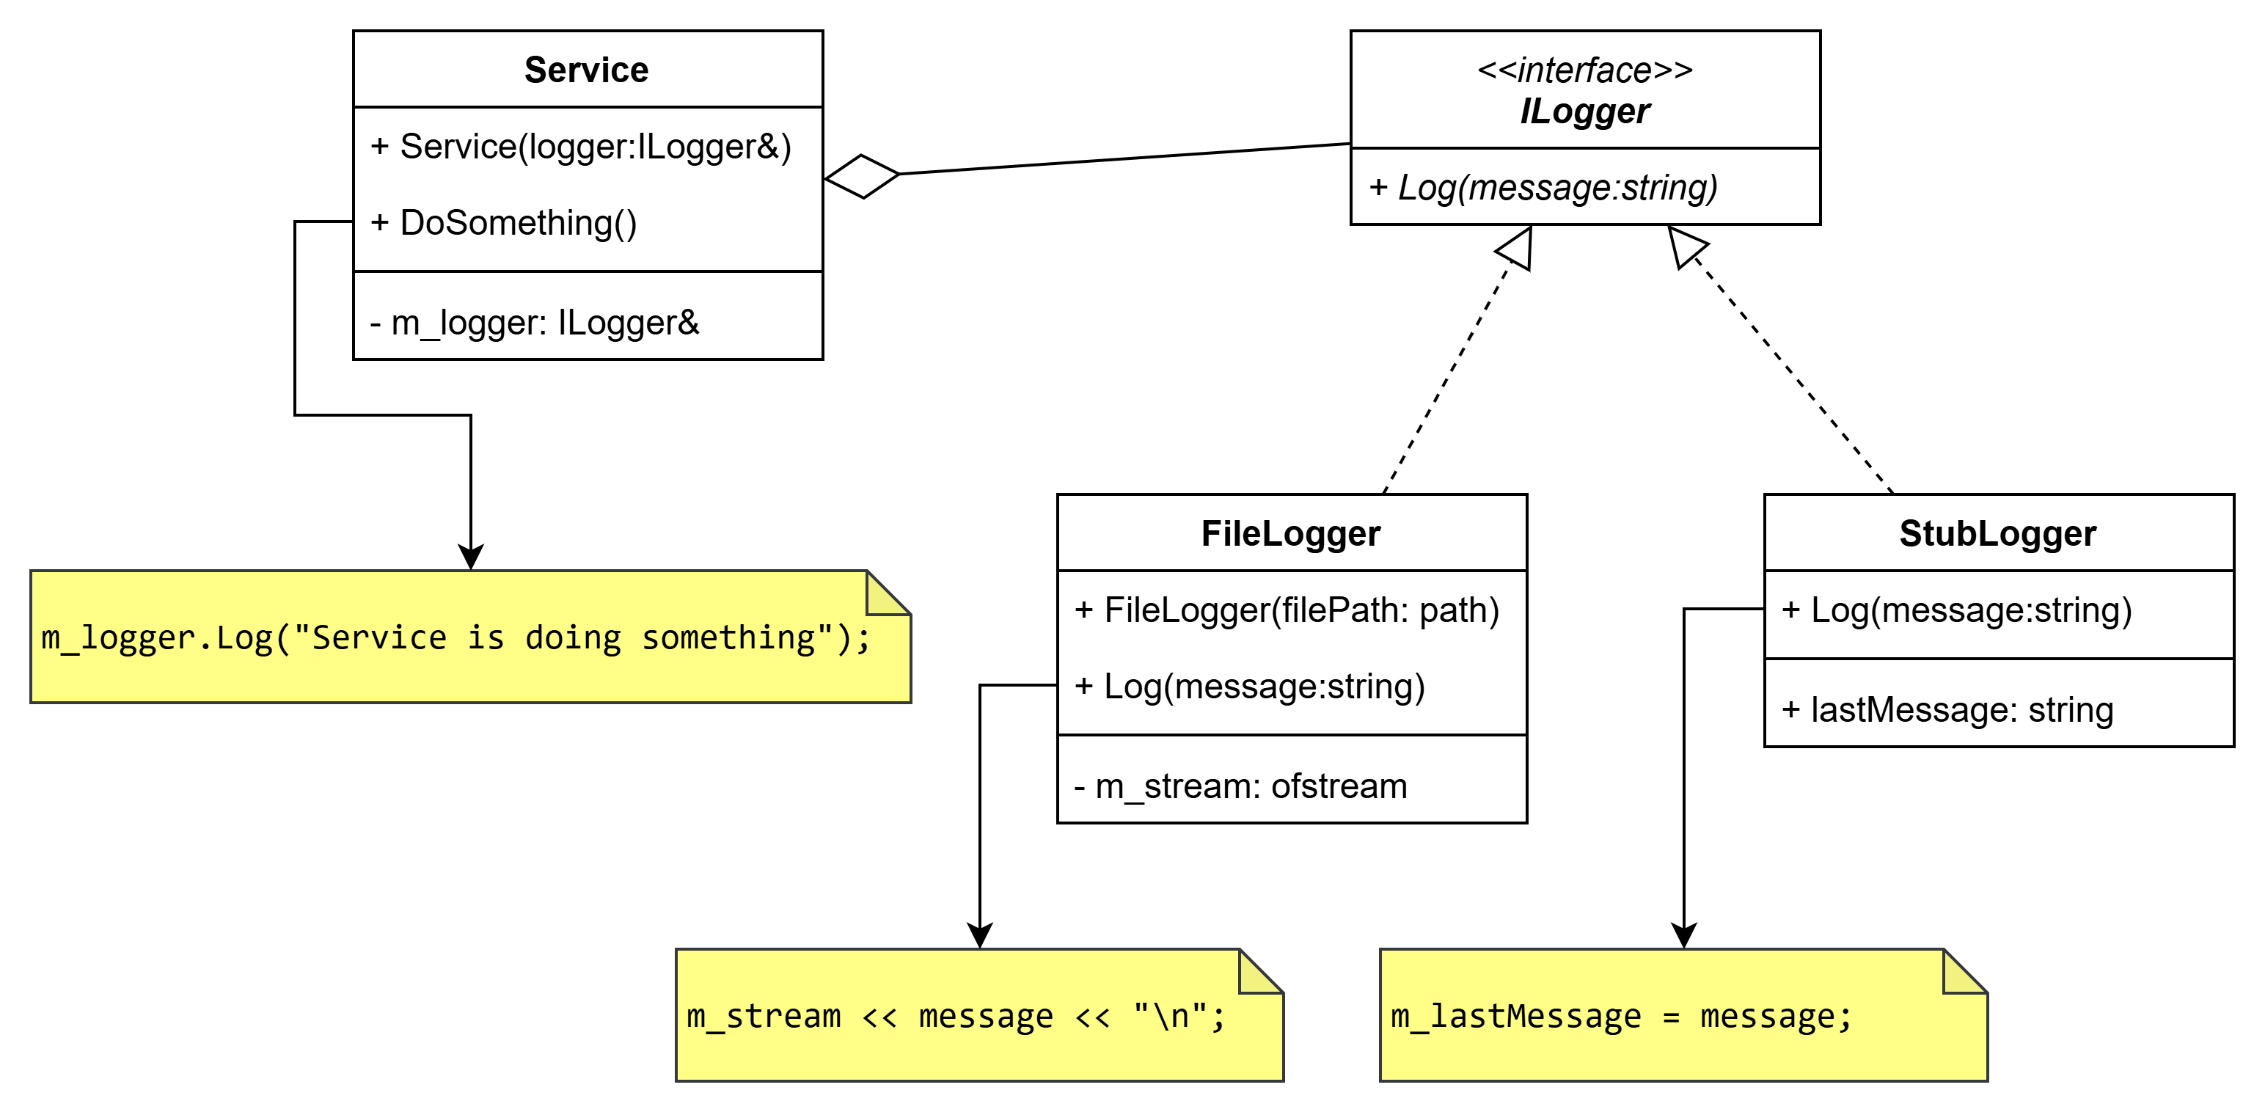 Service
+ Service(logger:ILogger&)
+ DoSomething()
- m_logger: ILogger&
<<interface>>
ILogger
+ Log(message:string)
m_logger.Log("Service is doing something");
FileLogger
+ FileLogger(filePath: path)
+ Log(message:string)
- m_stream: ofstream
StubLogger
+ Log(message:string)
+ lastMessage: string
m_stream << message << "\n";
m_lastMessage = message;